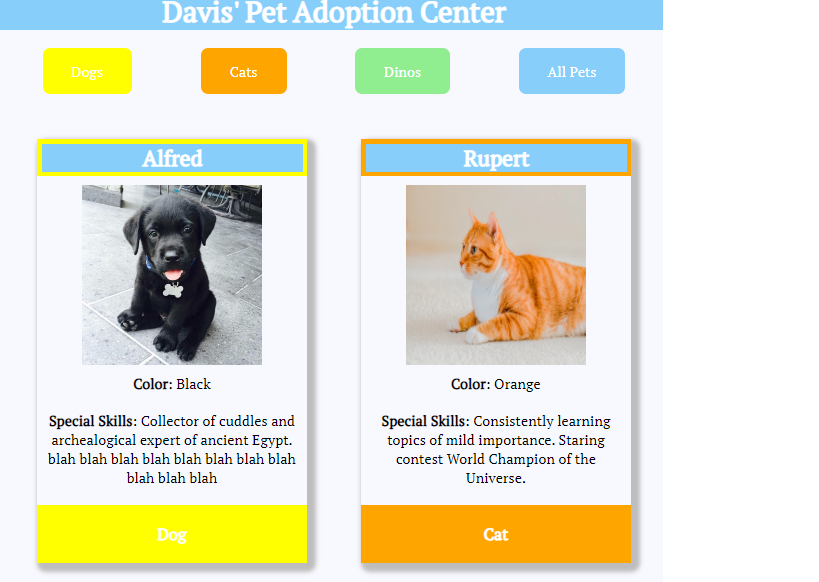 Davis' Pet Adoption Center
Dogs
Cats
Dinos
All Pets
Alfred
Color: Black
Special Skills: Collector of cuddles and
archealogical expert of ancient Egypt.
blah blah blah blah blah blah blah blah
blah blah blah
Dog
Rupert
Color: Orange
Special Skills: Consistently learning
topics of mild importance. Staring
contest World Champion of the
Universe.
Cat